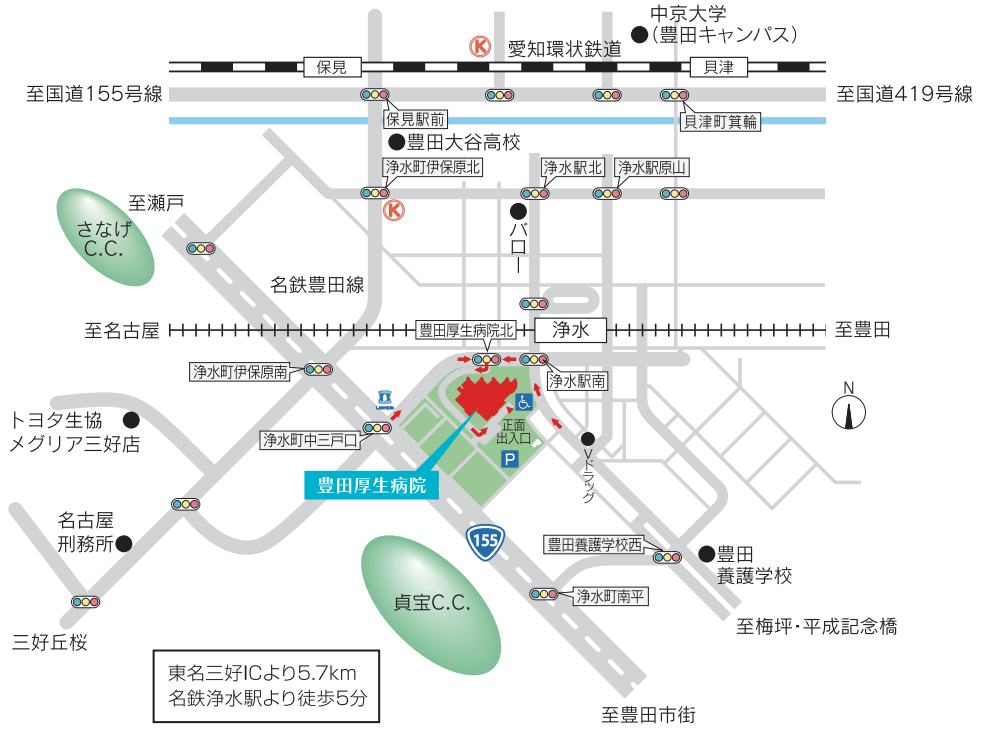 中京大学
(豊田キャンパス)
K
愛知環状鉄道
保見
貝津
至国道155号線
至国道419号線
保見駅前
貝津町箕輪
豊田大谷高校
浄水町伊保原北
浄水駅北
浄水駅原山
至瀬戸
K
さなげ
C.C.
バロー
名鉄豊田線
至名古屋
豊田厚生病院北
浄水
至豊田
浄水町伊保原南
浄水駅南
N
LAWSON
トヨタ生協
メグリア三好店
浄水町中三戸口
正面
出入口
P
Vドラッグ
豊田厚生病院
名古屋
刑務所
155
豊田養護学校西
豊田
養護学校
貞宝C.C.
浄水町南平
三好丘桜
至梅坪・平成記念橋
東名三好ICより5.7km
名鉄浄水駅より徒歩5分
至豊田市街